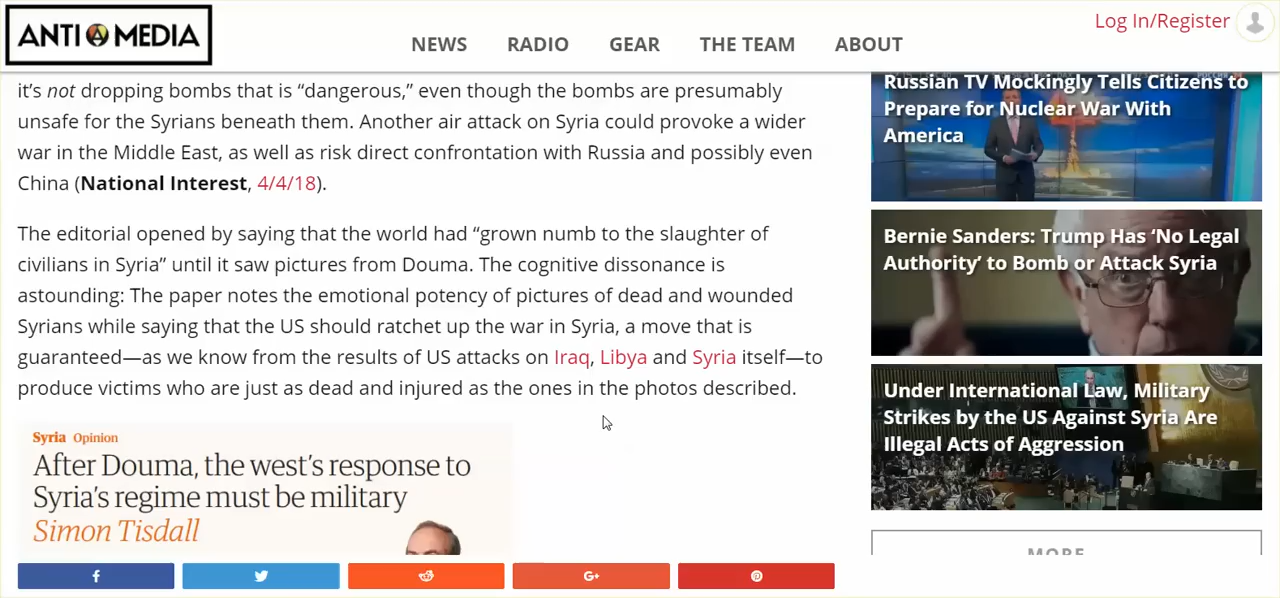 ANTI MEDIA
NEWS
RADIO
GEAR
THE TEAM
ABOUT
Log In/Register
it's not dropping bombs that is “dangerous,” even though the bombs are presumably
unsafe for the Syrians beneath them. Another air attack on Syria could provoke a wider
war in the Middle East, as well as risk direct confrontation with Russia and possibly even
China (National Interest, 4/4/18).
The editorial opened by saying that the world had “grown numb to the slaughter of
civilians in Syria” until it saw pictures from Douma. The cognitive dissonance is
astounding: The paper notes the emotional potency of pictures of dead and wounded
Syrians while saying that the US should ratchet up the war in Syria, a move that is
guaranteed—as we know from the results of US attacks on Iraq, Libya and Syria itself—to
produce victims who are just as dead and injured as the ones in the photos described.
Syria Opinion
After Douma, the west's response to
Syria's regime must be military
Simon Tisdall
f
G+
Russian TV Mockingly Tells Citizens to
Prepare for Nuclear War With
America
Bernie Sanders: Trump Has ‘No Legal
Authority’ to Bomb or Attack Syria
Under International Law, Military
Strikes by the US Against Syria Are
Illegal Acts of Aggression
MORE